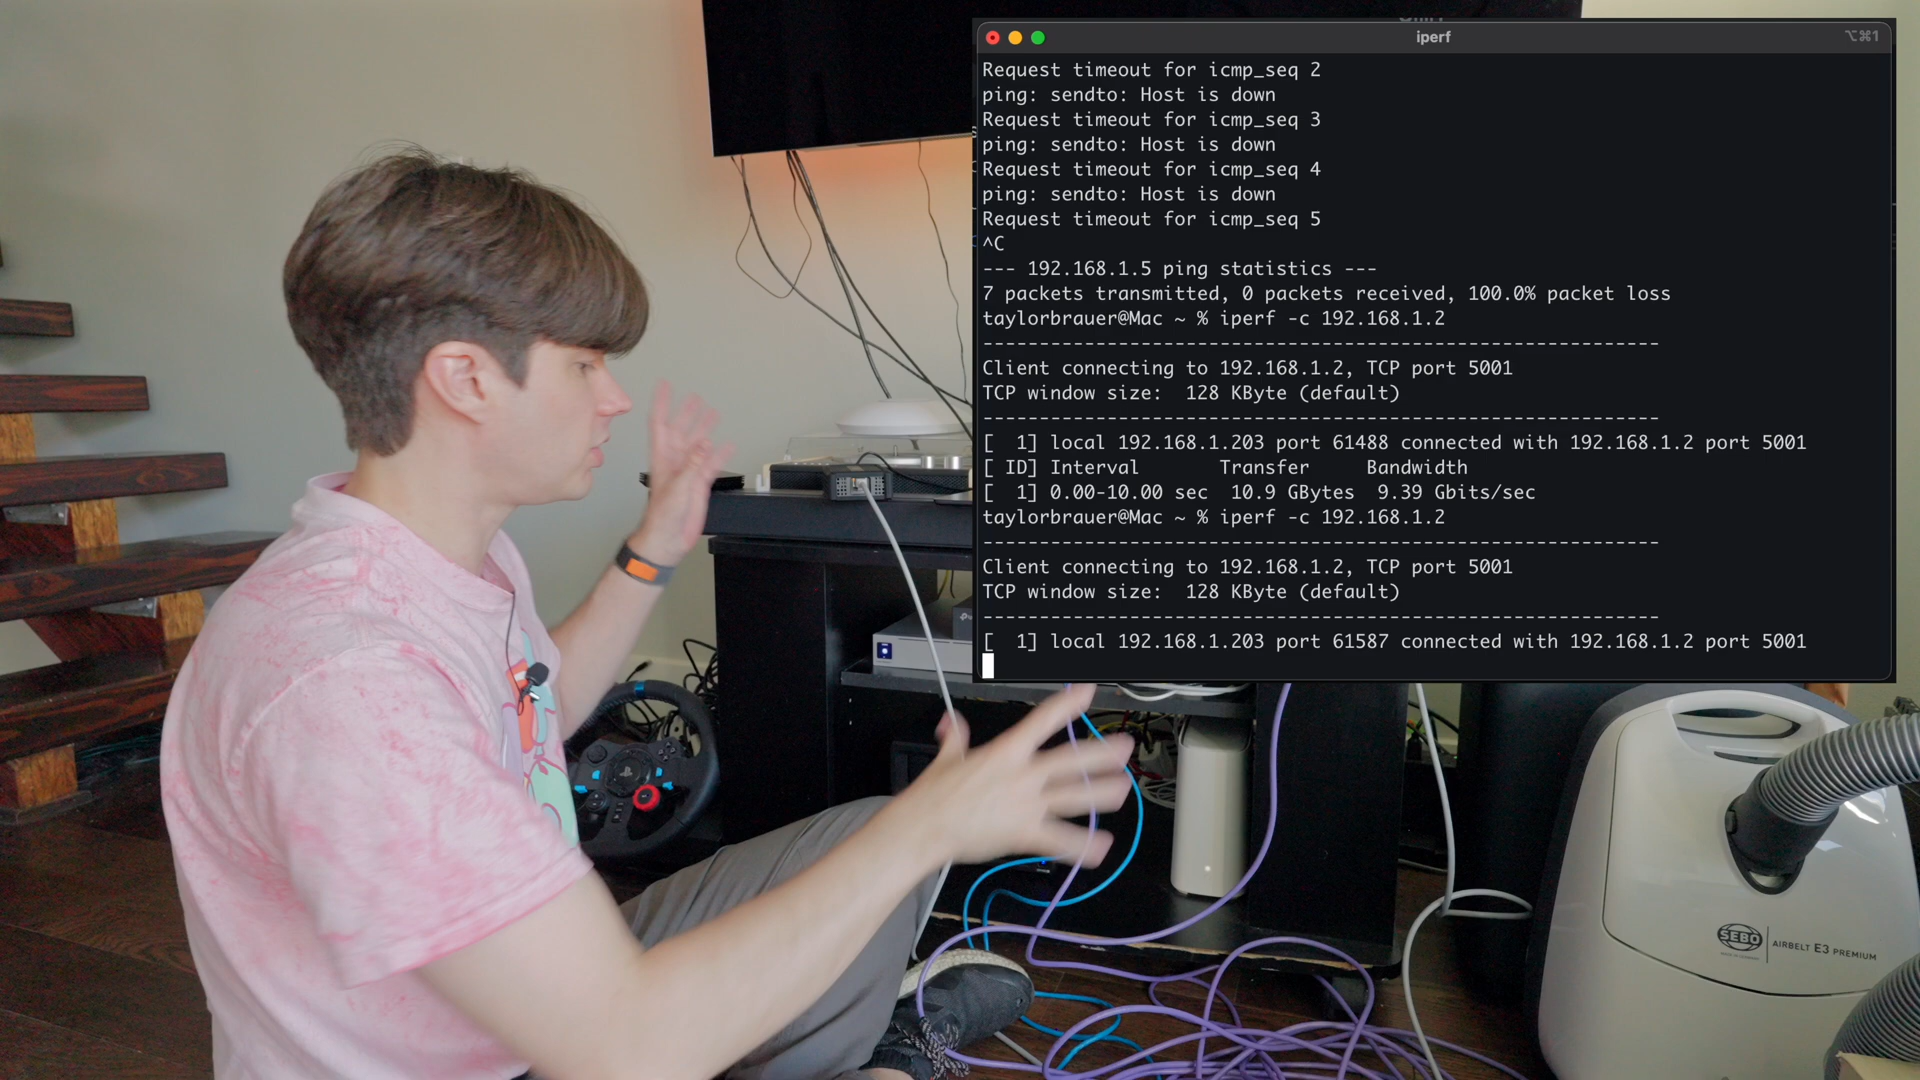 iperf
⌥⌘1
Request timeout for icmp_seq 2
ping: sendto: Host is down
Request timeout for icmp_seq 3
ping: sendto: Host is down
Request timeout for icmp_seq 4
ping: sendto: Host is down
Request timeout for icmp_seq 5
^C
--- 192.168.1.5 ping statistics ---
7 packets transmitted, 0 packets received, 100.0% packet loss
taylorbrauer@Mac ~ % iperf -c 192.168.1.2
------------------------------------------------------------
Client connecting to 192.168.1.2, TCP port 5001
TCP window size:  128 KByte (default)
------------------------------------------------------------
[  1] local 192.168.1.203 port 61488 connected with 192.168.1.2 port 5001
[ ID] Interval       Transfer     Bandwidth
[  1] 0.00-10.00 sec  10.9 GBytes  9.39 Gbits/sec
taylorbrauer@Mac ~ % iperf -c 192.168.1.2
------------------------------------------------------------
Client connecting to 192.168.1.2, TCP port 5001
TCP window size:  128 KByte (default)
------------------------------------------------------------
[  1] local 192.168.1.203 port 61587 connected with 192.168.1.2 port 5001
SEBO
AIRBELT E3 PREMIUM